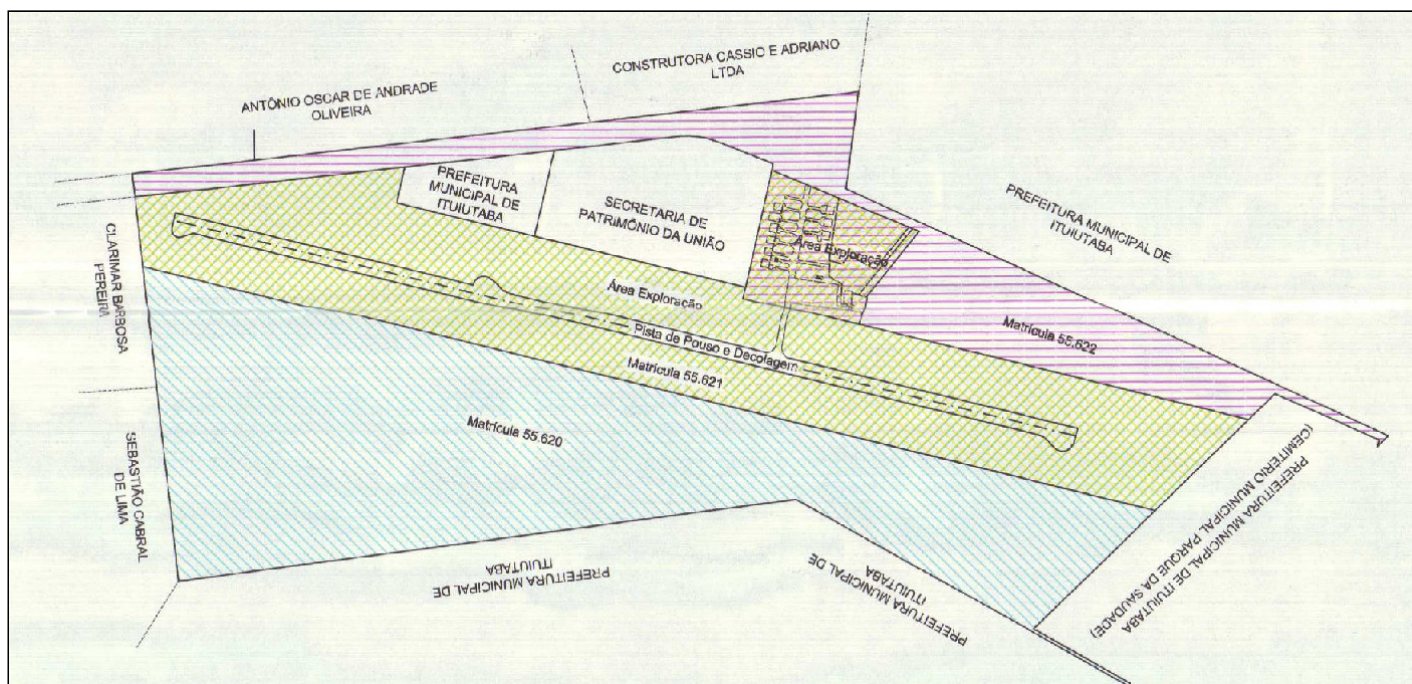 CONSTRUTORA CASSIO E ADRIANO
LTDA
ANTÔNIO OSCAR DE ANDRADE
OLIVEIRA
PREFEITURA
MUNICIPAL DE
ITUIUTABA
SECRETARIA DE
PATRIMÔNIO DA UNIÃO
PREFEITURA MUNICIPAL DE
ITUIUTABA
Área Exploração
CLARIMAR BARBOSA
PEREIRA
Área Exploração
Pista de Pouso e Decolagem
Matrícula 55.622
Matrícula 55.621
Matrícula 55.620
SEBASTIÃO CABRAL
DE LIMA
PREFEITURA MUNICIPAL DE
ITUIUTABA
PREFEITURA MUNICIPAL DE
ITUIUTABA
PREFEITURA MUNICIPAL DE ITUIUTABA
(CEMITÉRIO MUNICIPAL PARQUE DA SAUDADE)